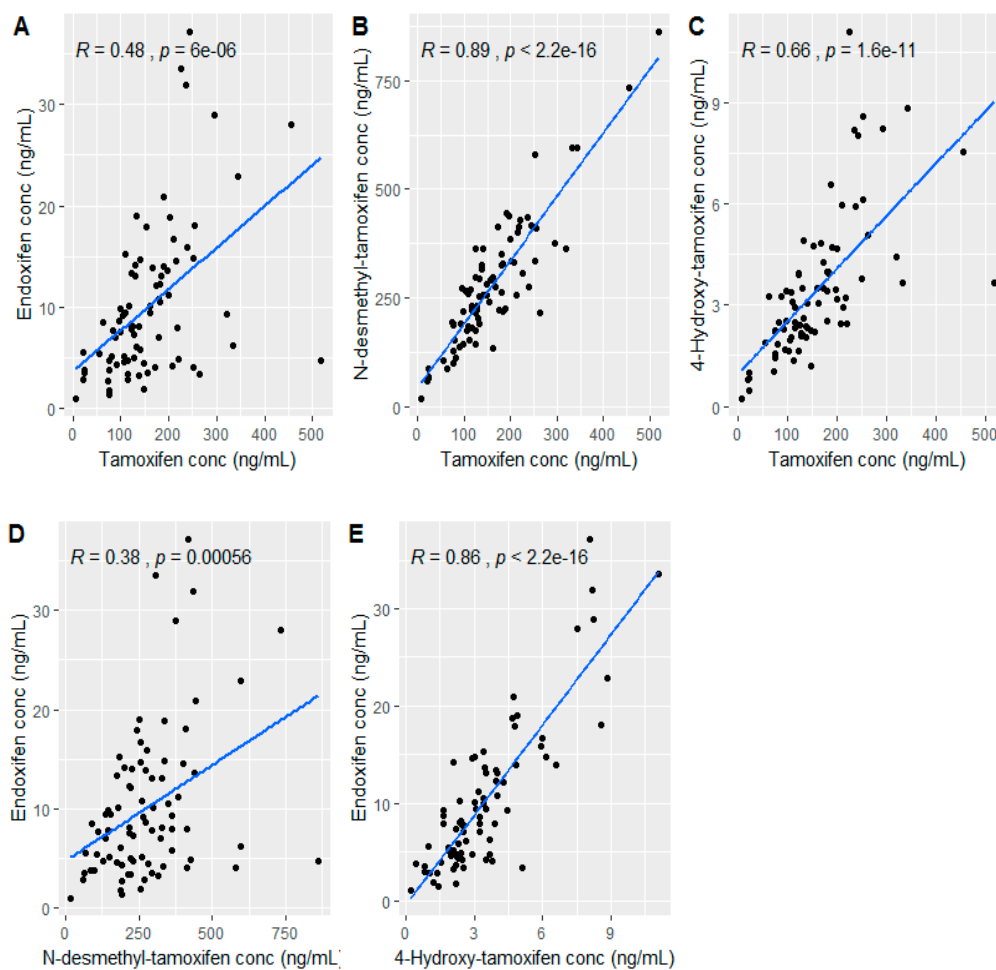 A
R = 0.48 , p = 6e-06
Endoxifen conc (ng/mL)
30
20
10
0
0 100 200 300 400 500
Tamoxifen conc (ng/mL)
B
R = 0.89 , p < 2.2e-16
N-desmethyl-tamoxifen conc (ng/mL)
750
500
250
0
0 100 200 300 400 500
Tamoxifen conc (ng/mL)
C
R = 0.66 , p = 1.6e-11
4-Hydroxy-tamoxifen conc (ng/mL)
9
6
3
0
0 100 200 300 400 500
Tamoxifen conc (ng/mL)
D
R = 0.38 , p = 0.00056
Endoxifen conc (ng/mL)
30
20
10
0
0 250 500 750
N-desmethyl-tamoxifen conc (ng/mL)
E
R = 0.86 , p < 2.2e-16
Endoxifen conc (ng/mL)
30
20
10
0
0 3 6 9
4-Hydroxy-tamoxifen conc (ng/mL)